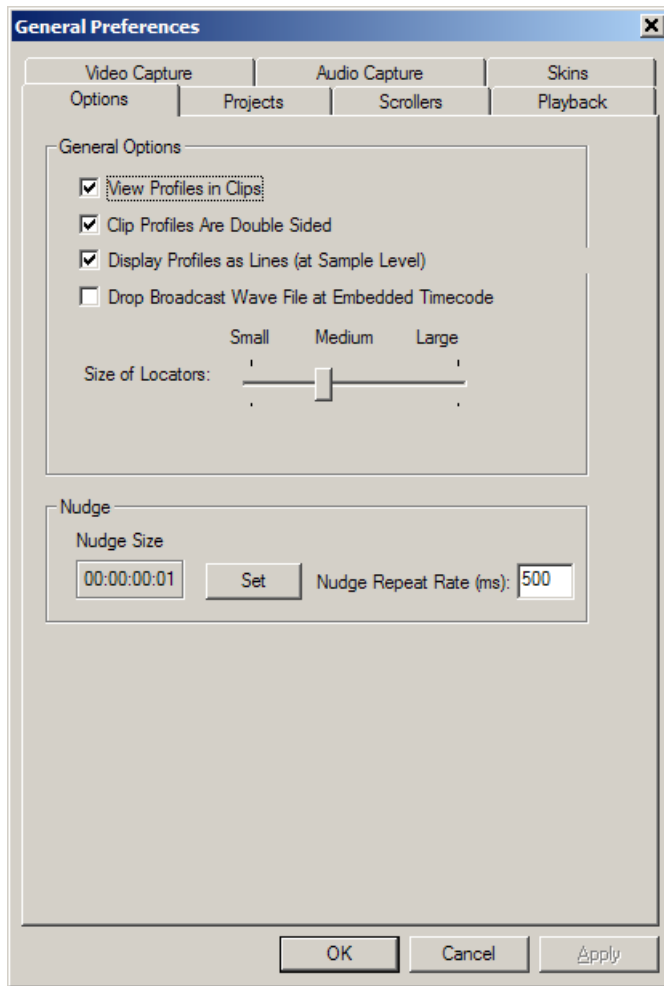 General Preferences
Video Capture Audio Capture Skins
Options Projects Scrollers Playback
General Options
View Profiles in Clips
Clip Profiles Are Double Sided
Display Profiles as Lines (at Sample Level)
Drop Broadcast Wave File at Embedded Timecode
Small Medium Large
Size of Locators:
Nudge
Nudge Size
00:00:00:01 Set Nudge Repeat Rate (ms): 500
OK Cancel Apply